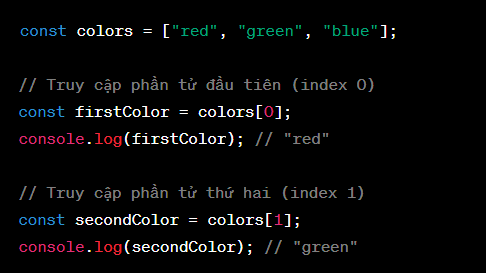 const colors = ["red", "green", "blue"];
// Truy cập phần tử đầu tiên (index 0)
const firstColor = colors[0];
console.log(firstColor); // "red"
// Truy cập phần tử thứ hai (index 1)
const secondColor = colors[1];
console.log(secondColor); // "green"